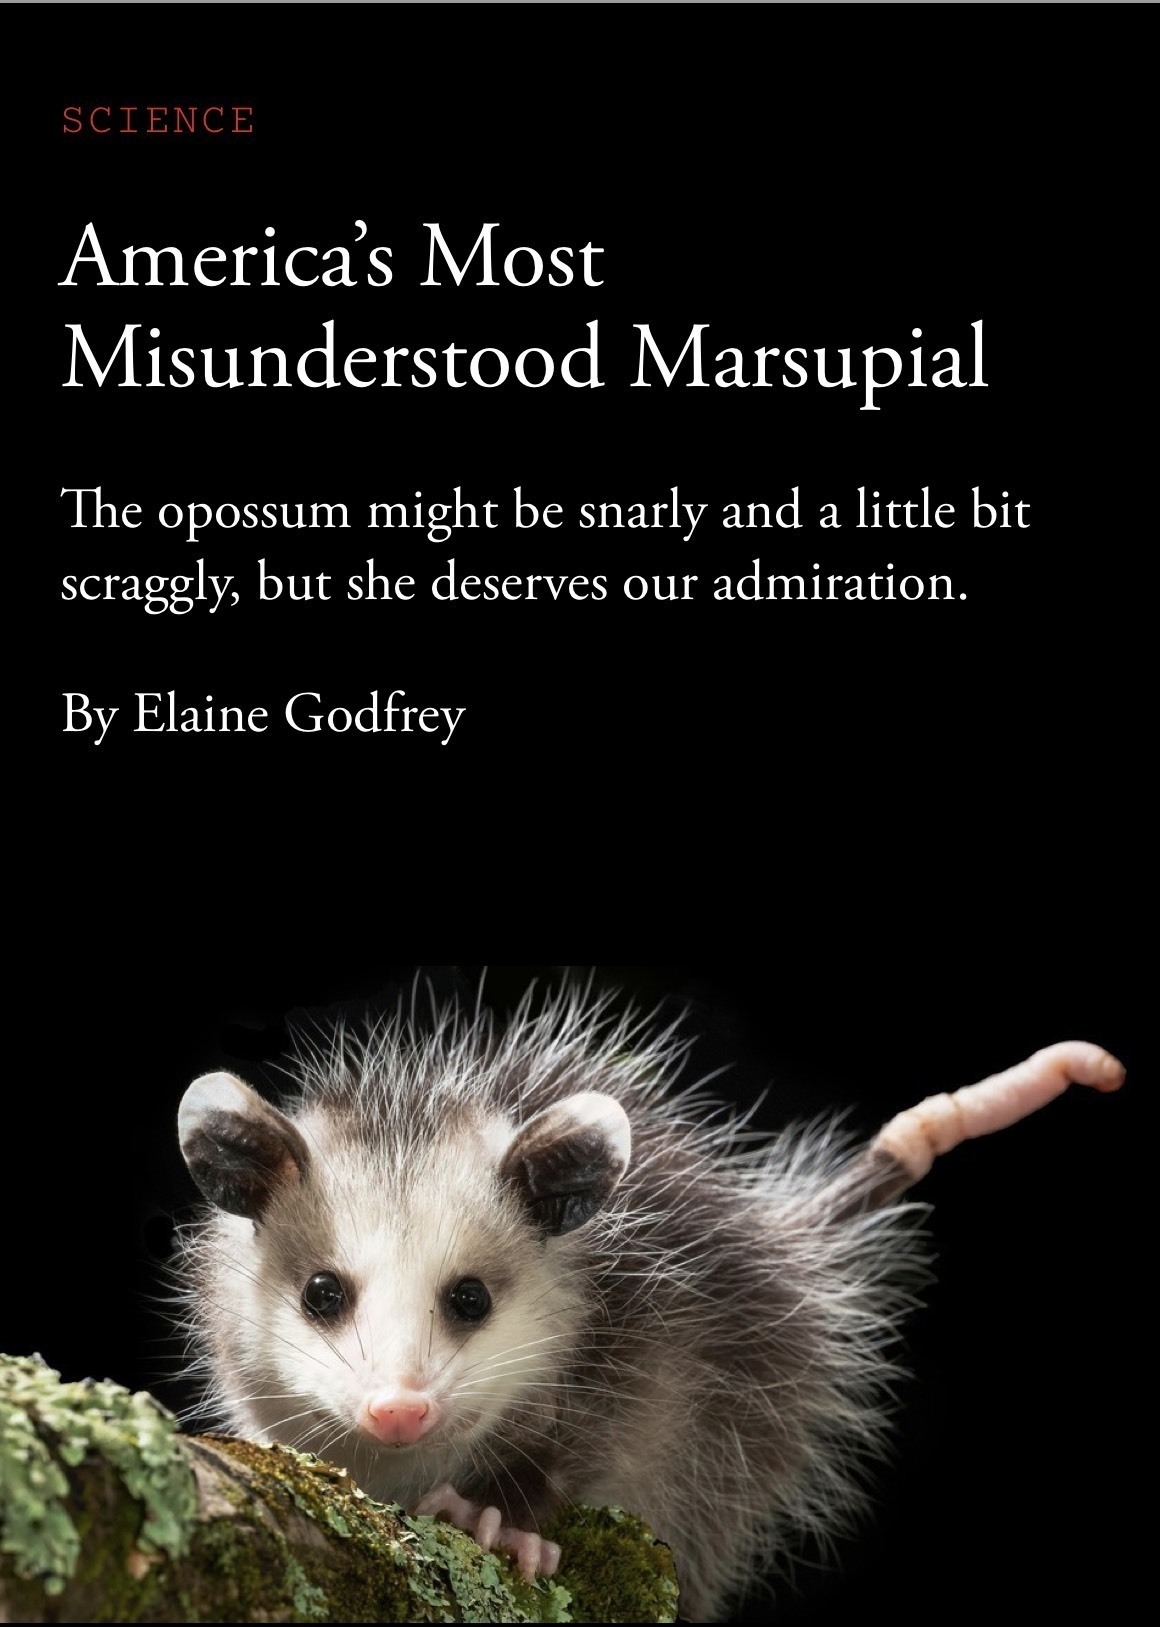 SCIENCE
America’s Most
Misunderstood Marsupial
The opossum might be snarly and a little bit
scraggly, but she deserves our admiration.
By Elaine Godfrey